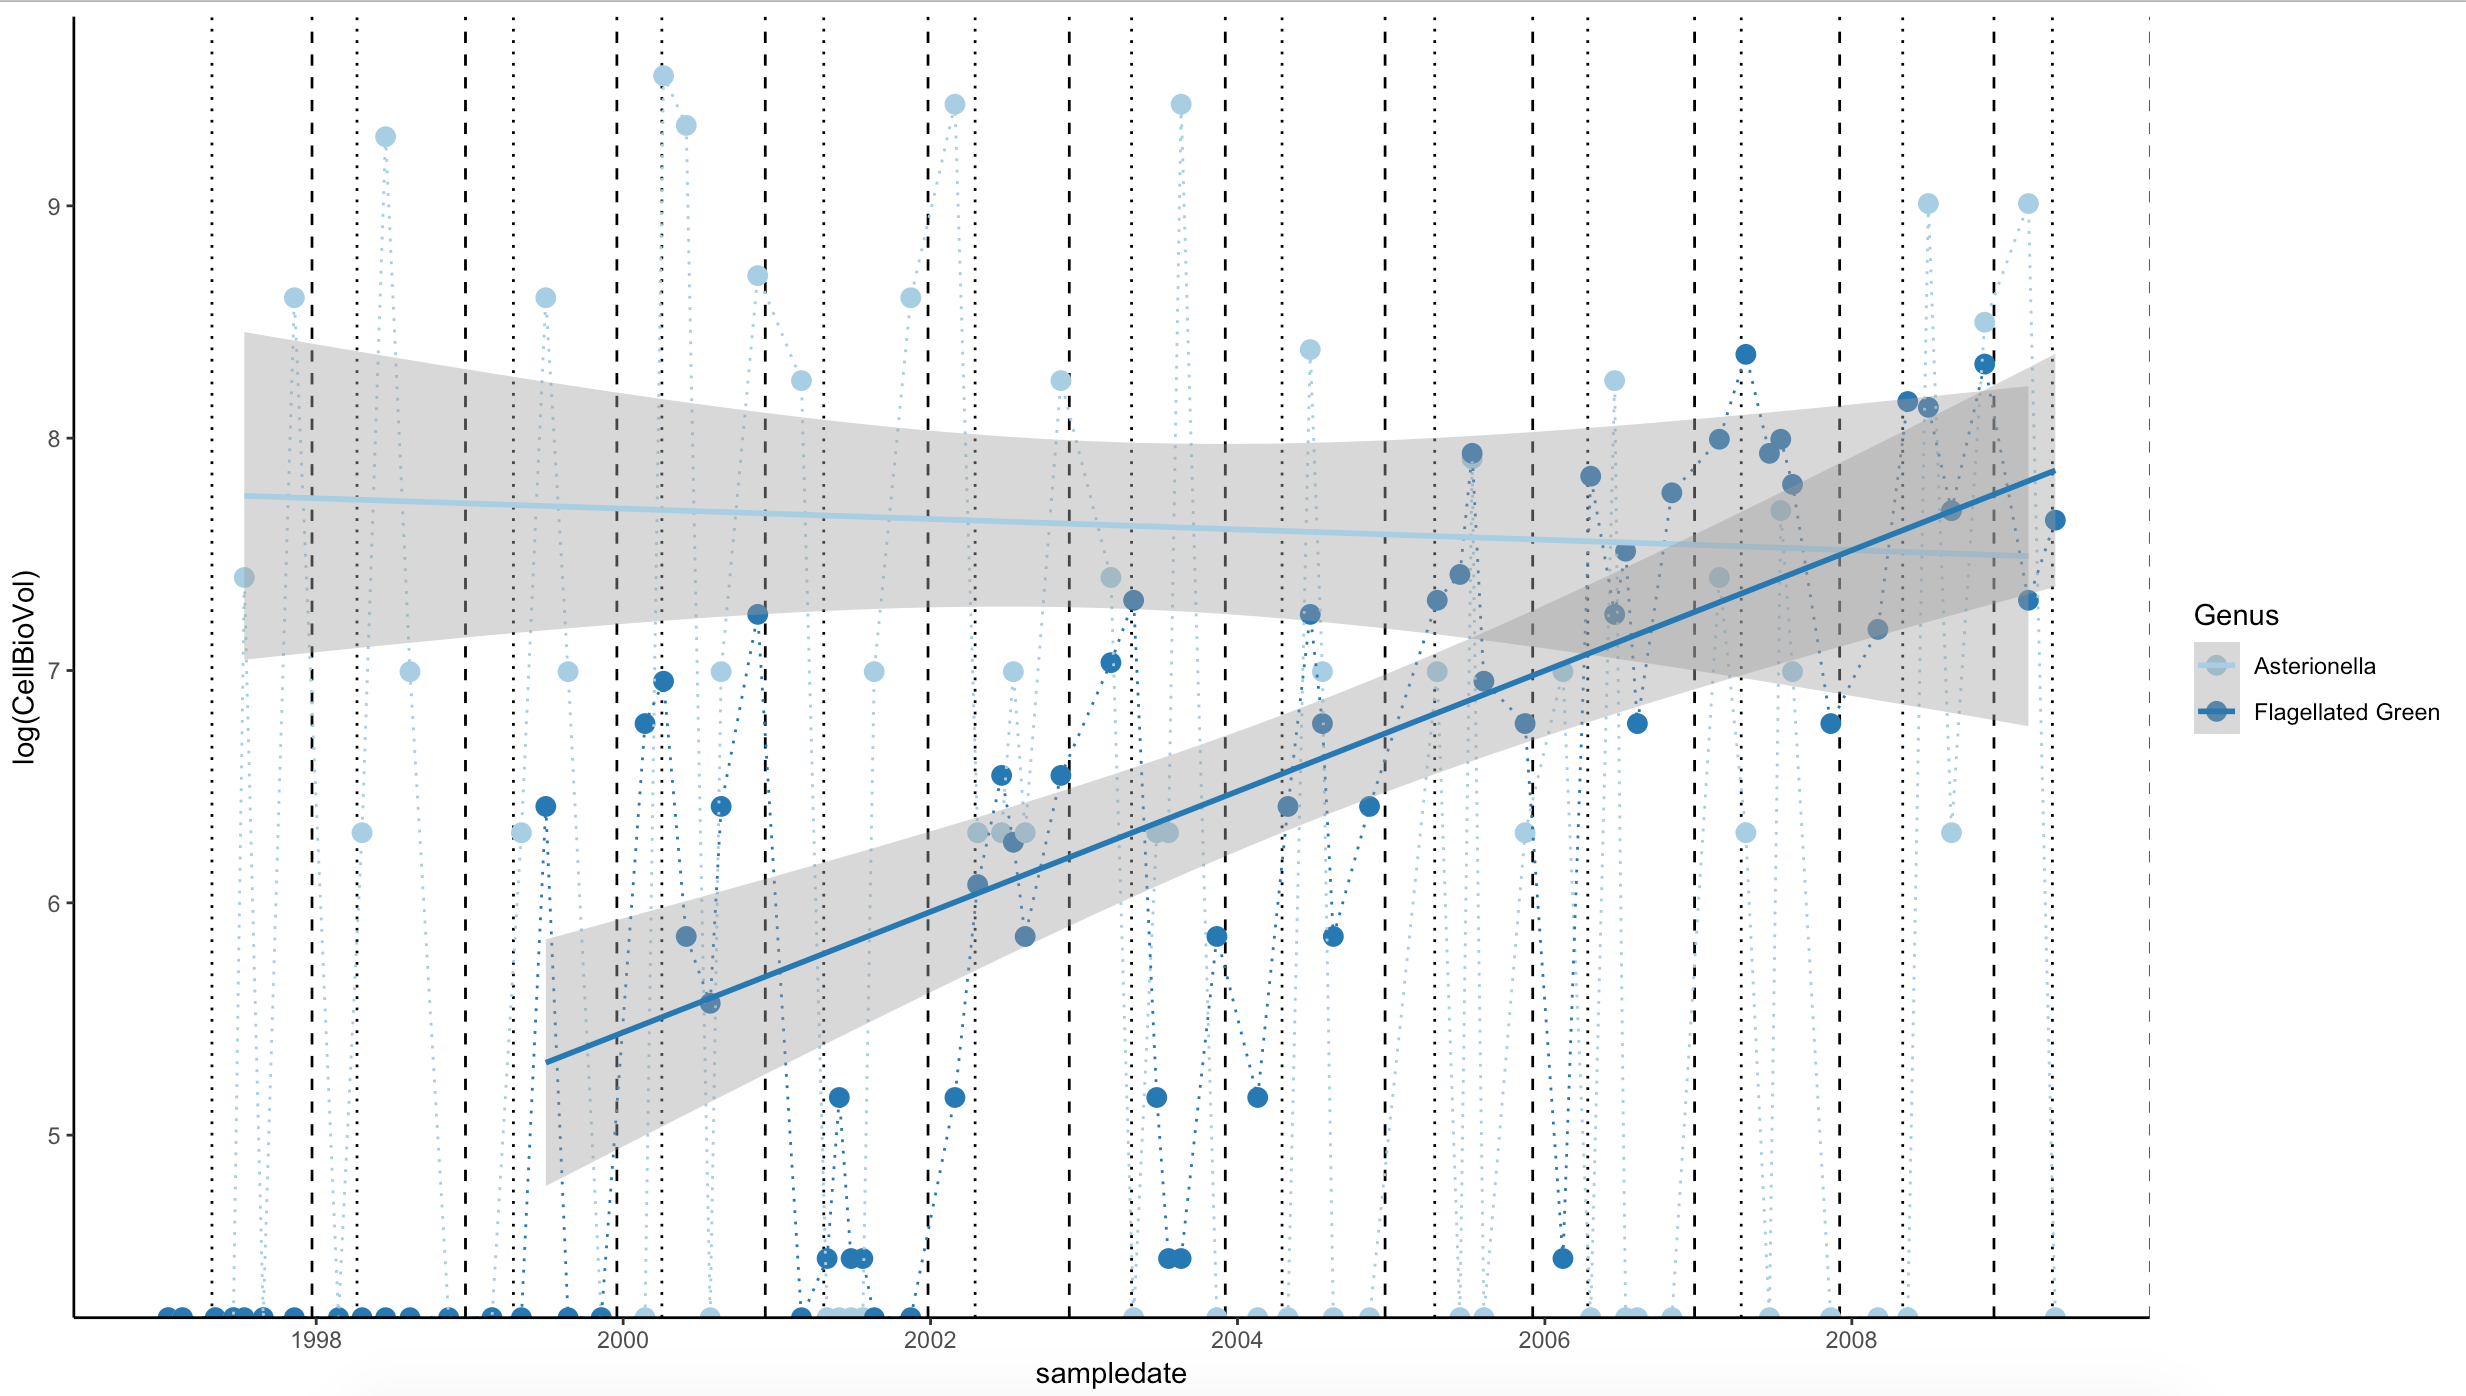 log(CellBioVol)
9
8
7
6
5
1998 2000 2002 2004 2006 2008
sampledate
Genus
Asterionella
Flagellated Green